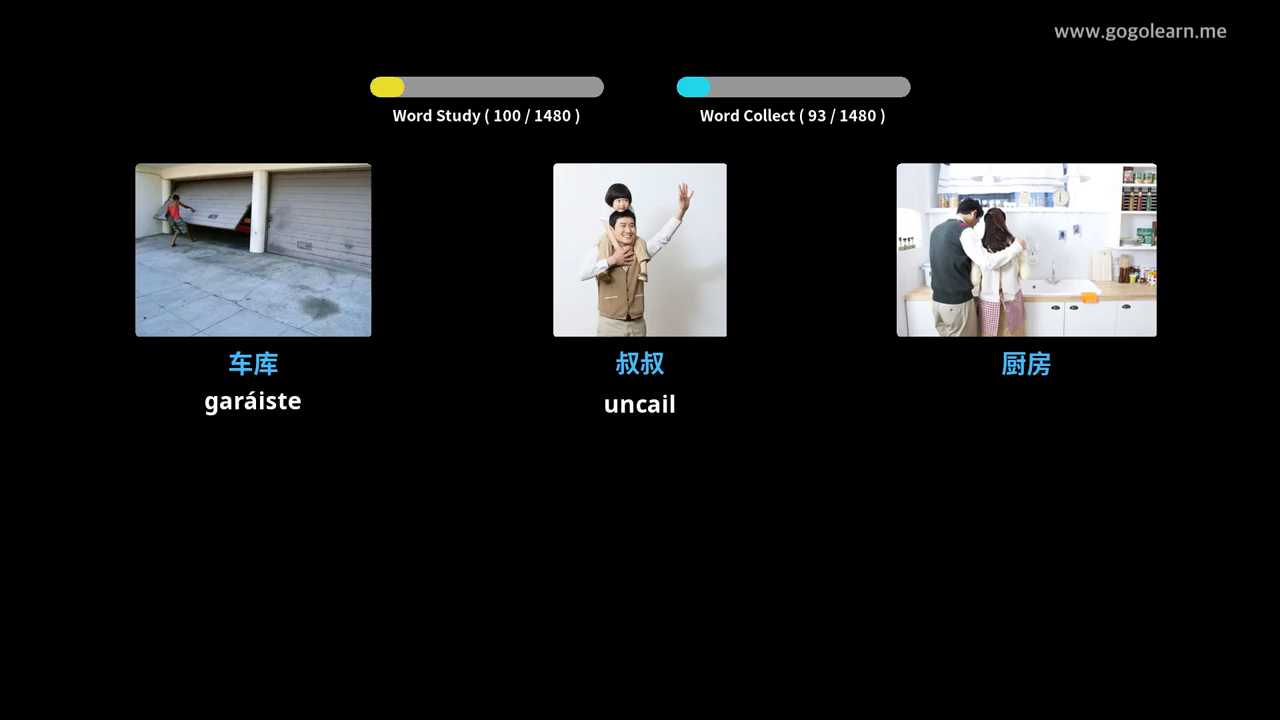 www.gogolearn.me
Word Study ( 100 / 1480 )
Word Collect ( 93 / 1480 )
车库
叔叔
厨房
garáiste
uncail